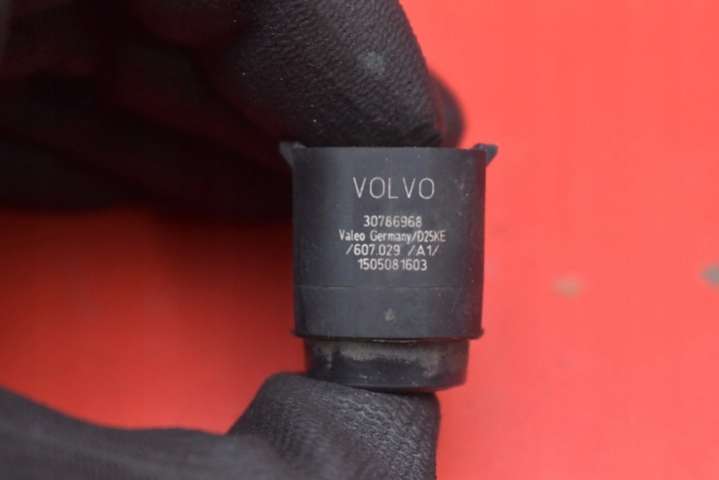 VOLVO
30786968
Valeo Germany/D25KE
/607.029 /A1/
1505081603